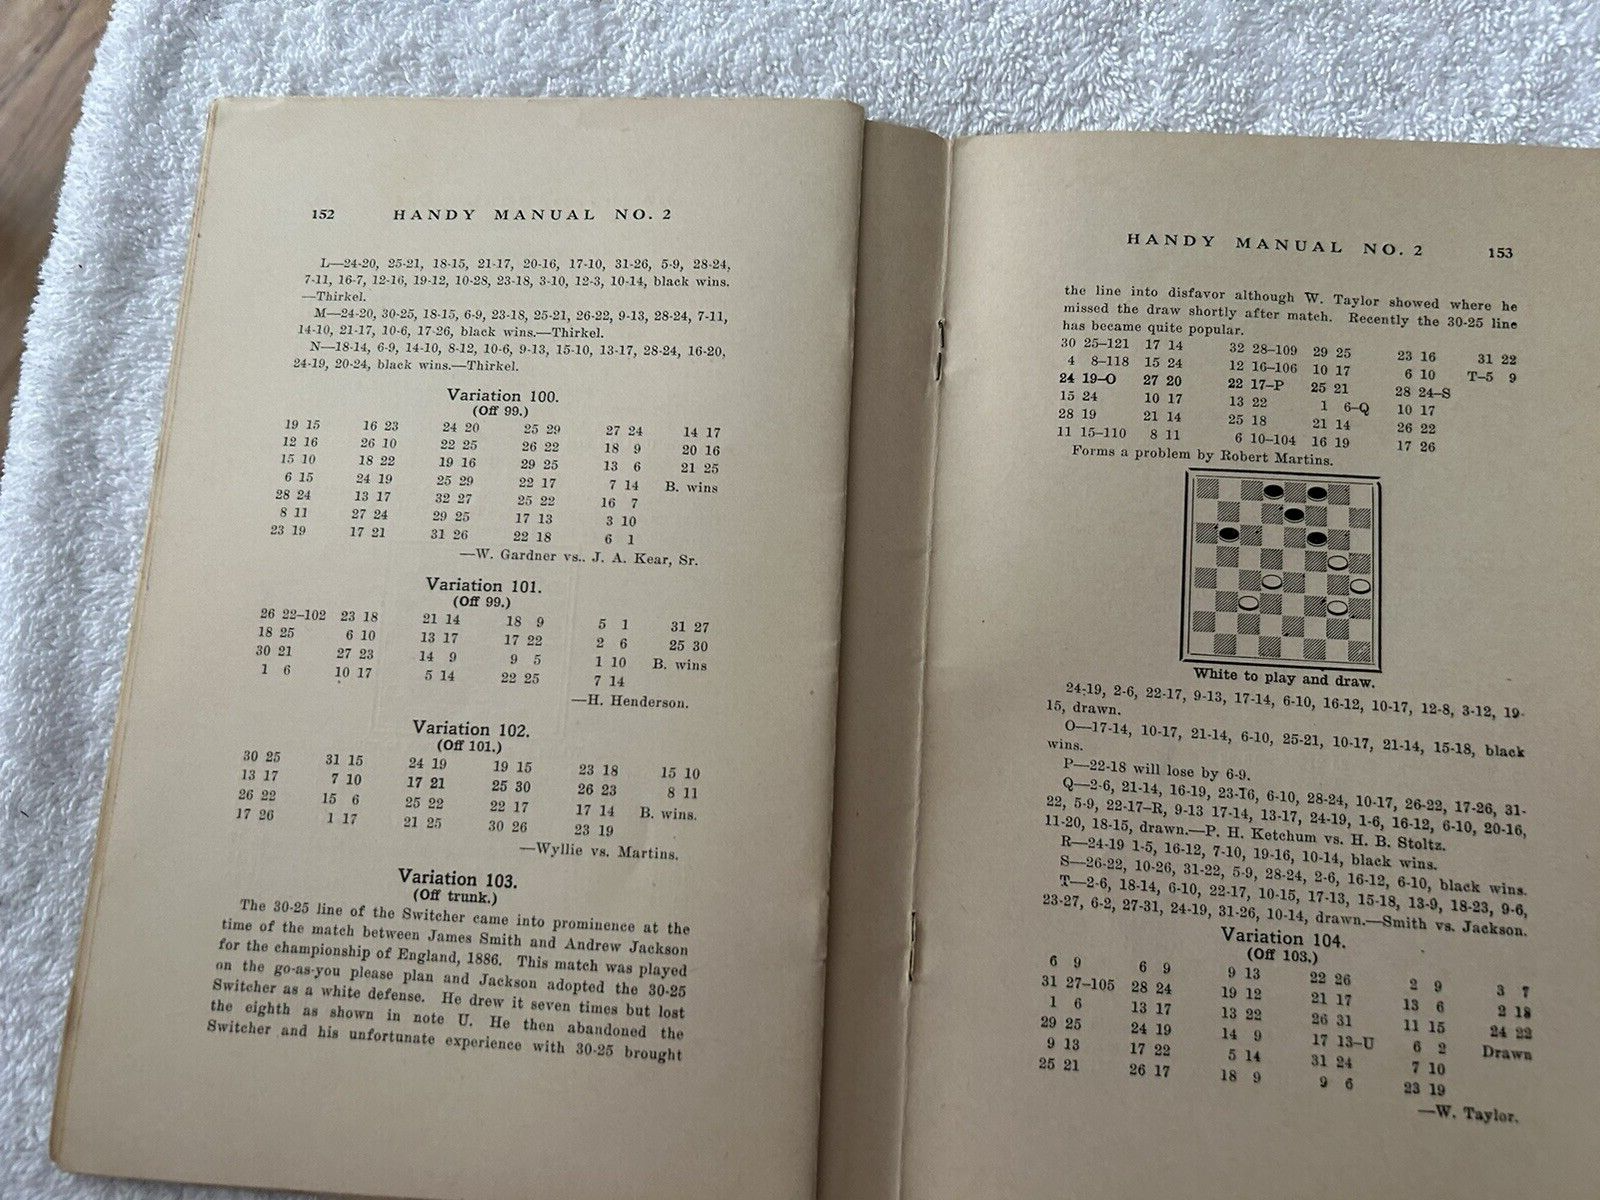 152 HANDY MANUAL NO. 2
L—24-20, 25-21, 18-15, 21-17, 20-16, 17-10, 31-26, 5-9, 28-24,
7-11, 16-7, 12-16, 19-12, 10-28, 23-18, 3-10, 12-3, 10-14, black wins.
—Thirkel.
M—24-20, 30-25, 18-15, 6-9, 23-18, 25-21, 26-22, 9-13, 28-24, 7-11,
14-10, 21-17, 10-6, 17-26, black wins.—Thirkel.
N—18-14, 6-9, 14-10, 8-12, 10-6, 9-13, 15-10, 13-17, 28-24, 16-20,
24-19, 20-24, black wins.—Thirkel.
Variation 100.
(Off 99.)
19 15 16 23 24 20 25 29 27 24 14 17
12 16 26 10 22 25 26 22 18 9 20 16
15 10 18 22 19 16 29 25 13 6 21 25
6 15 24 19 25 29 22 17 7 14 B. wins
28 24 13 17 32 27 25 22 16 7
8 11 27 24 29 25 17 13 3 10
23 19 17 21 31 26 22 18 6 1
—W. Gardner vs.. J. A. Kear, Sr.
Variation 101.
(Off 99.)
26 22–102 23 18 21 14 18 9 5 1 31 27
18 25 6 10 13 17 17 22 2 6 25 30
30 21 27 23 14 9 9 5 1 10 B. wins
1 6 10 17 5 14 22 25 7 14
—H. Henderson.
Variation 102.
(Off 101.)
30 25 31 15 24 19 19 15 23 18 15 10
13 17 7 10 17 21 25 30 26 23 8 11
26 22 15 6 25 22 22 17 17 14 B. wins.
17 26 1 17 21 25 30 26 23 19
—Wyllie vs. Martins.
Variation 103.
(Off trunk.)
The 30-25 line of the Switcher came into prominence at the
time of the match between James Smith and Andrew Jackson
for the championship of England, 1886. This match was played
on the go-as-you please plan and Jackson adopted the 30-25
Switcher as a white defense. He drew it seven times but lost
the eighth as shown in note U. He then abandoned the
Switcher and his unfortunate experience with 30-25 brought
HANDY MANUAL NO. 2 153
the line into disfavor although W. Taylor showed where he
missed the draw shortly after match. Recently the 30-25 line
has became quite popular.
30 25–121 17 14 32 28–109 29 25 23 16 31 22
4 8–118 15 24 12 16–106 10 17 6 10 T–5 9
24 19–O 27 20 22 17–P 25 21 28 24–S
15 24 10 17 13 22 1 6–Q 10 17
28 19 21 14 25 18 21 14 26 22
11 15–110 8 11 6 10–104 16 19 17 26
Forms a problem by Robert Martins.
White to play and draw.
24-19, 2-6, 22-17, 9-13, 17-14, 6-10, 16-12, 10-17, 12-8, 3-12, 19-
15, drawn.
O—17-14, 10-17, 21-14, 6-10, 25-21, 10-17, 21-14, 15-18, black
wins.
P—22-18 will lose by 6-9.
Q—2-6, 21-14, 16-19, 23-16, 6-10, 28-24, 10-17, 26-22, 17-26, 31-
22, 5-9, 22-17–R, 9-13 17-14, 13-17, 24-19, 1-6, 16-12, 6-10, 20-16,
11-20, 18-15, drawn.—P. H. Ketchum vs. H. B. Stoltz.
R—24-19 1-5, 16-12, 7-10, 19-16, 10-14, black wins.
S—26-22, 10-26, 31-22, 5-9, 28-24, 2-6, 16-12, 6-10, black wins.
T—2-6, 18-14, 6-10, 22-17, 10-15, 17-13, 15-18, 13-9, 18-23, 9-6,
23-27, 6-2, 27-31, 24-19, 31-26, 10-14, drawn.—Smith vs. Jackson.
Variation 104.
(Off 103.)
6 9 6 9 9 13 22 26 2 9 3 7
31 27–105 28 24 19 12 21 17 13 6 2 18
1 6 13 17 13 22 26 31 11 15 24 22
29 25 24 19 14 9 17 13–U 6 2 Drawn
9 13 17 22 5 14 31 24 7 10
25 21 26 17 18 9 9 6 23 19
—W. Taylor.